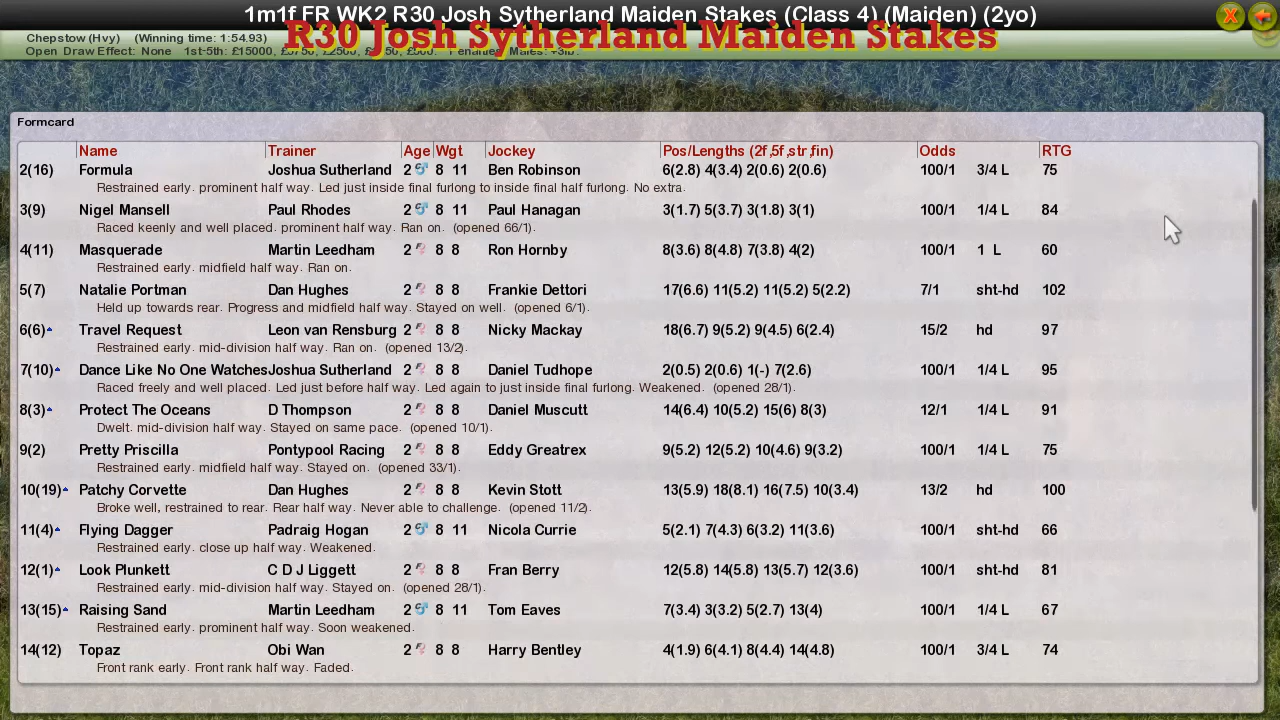 1m1f FR WK2 R30 Josh Sytherland Maiden Stakes (Class 4) (Maiden) (2yo)
R30 Josh Sytherland Maiden Stakes
Chepstow (Hvy) (Winning time: 1:54.93)
Open Draw Effect: None 1st-5th: £15000, Penalties Males: +3lb.
Formcard
Name Trainer Age Wgt Jockey Pos/Lengths (2f,5f,str,fin) Odds RTG
2(16) Formula Joshua Sutherland 2 8 11 Ben Robinson 6(2.8) 4(3.4) 2(0.6) 2(0.6) 100/1 3/4 L 75
Restrained early. prominent half way. Led just inside final furlong to inside final half furlong. No extra.
3(9) Nigel Mansell Paul Rhodes 2 8 11 Paul Hanagan 3(1.7) 5(3.7) 3(1.8) 3(1) 100/1 1/4 L 84
Raced keenly and well placed. prominent half way. Ran on. (opened 66/1).
4(11) Masquerade Martin Leedham 2 8 8 Ron Hornby 8(3.6) 8(4.8) 7(3.8) 4(2) 100/1 1 L 60
Restrained early. midfield half way. Ran on.
5(7) Natalie Portman Dan Hughes 2 8 8 Frankie Dettori 17(6.6) 11(5.2) 11(5.2) 5(2.2) 7/1 sht-hd 102
Held up towards rear. Progress and midfield half way. Stayed on well. (opened 6/1).
6(6) Travel Request Leon van Rensburg 2 8 8 Nicky Mackay 18(6.7) 9(5.2) 9(4.5) 6(2.4) 15/2 hd 97
Restrained early. mid-division half way. Ran on. (opened 13/2).
7(10) Dance Like No One Watches Joshua Sutherland 2 8 8 Daniel Tudhope 2(0.5) 2(0.6) 1(-) 7(2.6) 100/1 1/4 L 95
Raced freely and well placed. Led just before half way. Led again to just inside final furlong. Weakened. (opened 28/1).
8(3) Protect The Oceans D Thompson 2 8 8 Daniel Muscutt 14(6.4) 10(5.2) 15(6) 8(3) 12/1 1/4 L 91
Dwelt. mid-division half way. Stayed on same pace. (opened 10/1).
9(2) Pretty Priscilla Pontypool Racing 2 8 8 Eddy Greatrex 9(5.2) 12(5.2) 10(4.6) 9(3.2) 100/1 1/4 L 75
Restrained early. midfield half way. Stayed on. (opened 33/1).
10(19) Patchy Corvette Dan Hughes 2 8 8 Kevin Stott 13(5.9) 18(8.1) 16(7.5) 10(3.4) 13/2 hd 100
Broke well, restrained to rear. Rear half way. Never able to challenge. (opened 11/2).
11(4) Flying Dagger Padraig Hogan 2 8 11 Nicola Currie 5(2.1) 7(4.3) 6(3.2) 11(3.6) 100/1 sht-hd 66
Restrained early. close up half way. Weakened.
12(1) Look Plunkett C D J Liggett 2 8 8 Fran Berry 12(5.8) 14(5.8) 13(5.7) 12(3.6) 100/1 sht-hd 81
Restrained early. mid-division half way. Stayed on. (opened 28/1).
13(15) Raising Sand Martin Leedham 2 8 11 Tom Eaves 7(3.4) 3(3.2) 5(2.7) 13(4) 100/1 1/4 L 67
Restrained early. prominent half way. Soon weakened.
14(12) Topaz Obi Wan 2 8 8 Harry Bentley 4(1.9) 6(4.1) 8(4.4) 14(4.8) 100/1 3/4 L 74
Front rank early. Front rank half way. Faded.